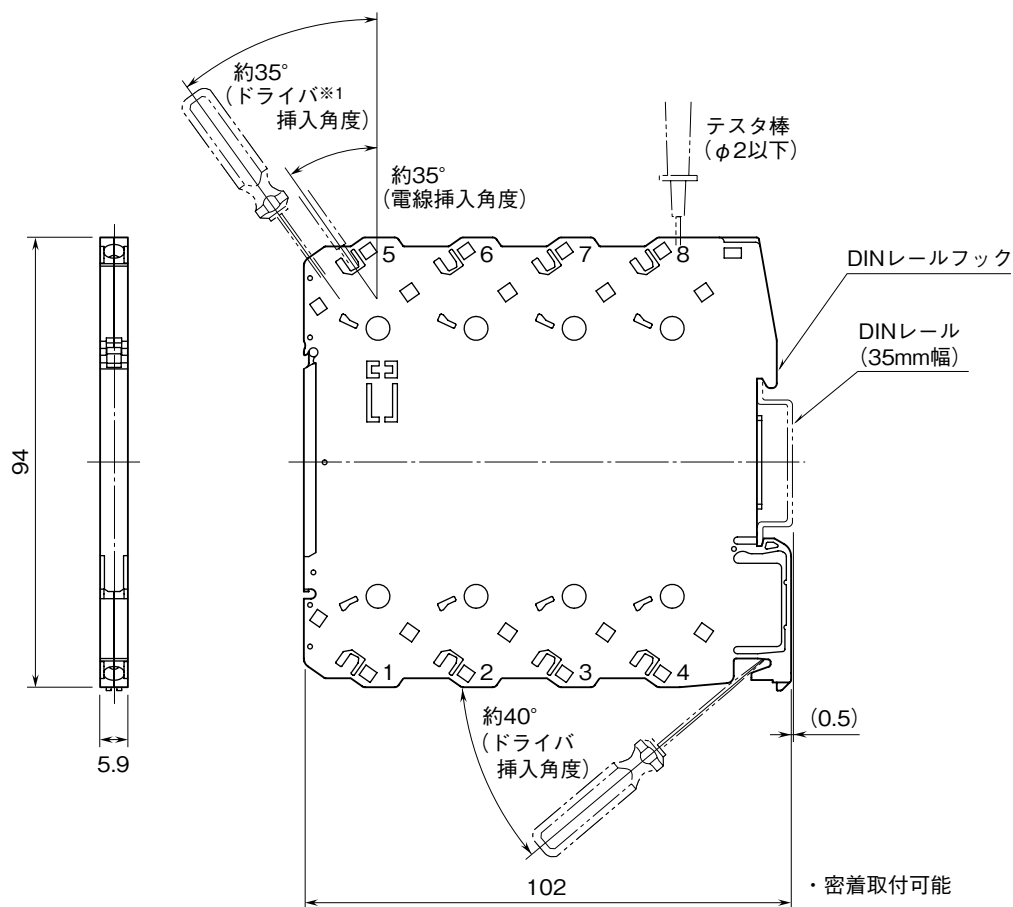 約35°
（ドライバ※1
挿入角度）
約35°
（電線挿入角度）
テスタ棒
（φ2以下）
5
6
7
8
DINレールフック
DINレール
（35mm幅）
94
1
2
3
4
約40°
（ドライバ
挿入角度）
（0.5）
5.9
102
・密着取付可能